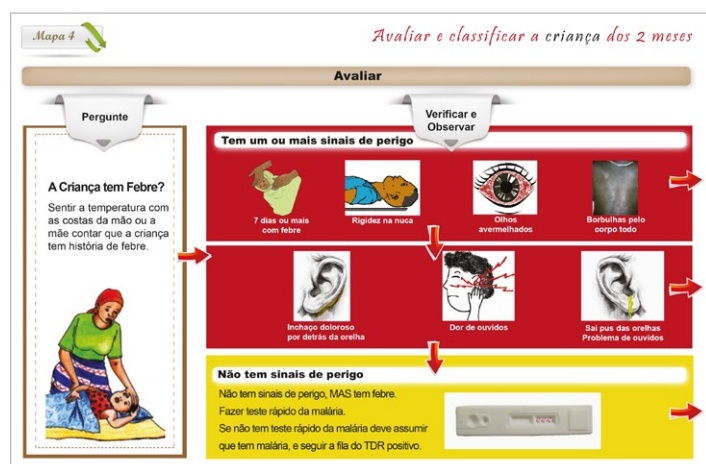 Mapa 4
Avaliar e classificar a criança dos 2 meses
Avaliar
Pergunte
Verificar e
Observar
A Criança tem Febre?
Sentir a temperatura com
as costas da mão ou a
mãe contar que a criança
tem história de febre.
Tem um ou mais sinais de perigo
7 dias ou mais
com febre
Rigidez na nuca
Olhos
avermelhados
Borbulhas pelo
corpo todo
Inchaço doloroso
por detrás da orelha
Dor de ouvidos
Sai pus das orelhas
Problema de ouvidos
Não tem sinais de perigo
Não tem sinais de perigo, MAS tem febre.
Fazer teste rápido da malária.
Se não tem teste rápido da malária deve assumir
que tem malária, e seguir a fila do TDR positivo.